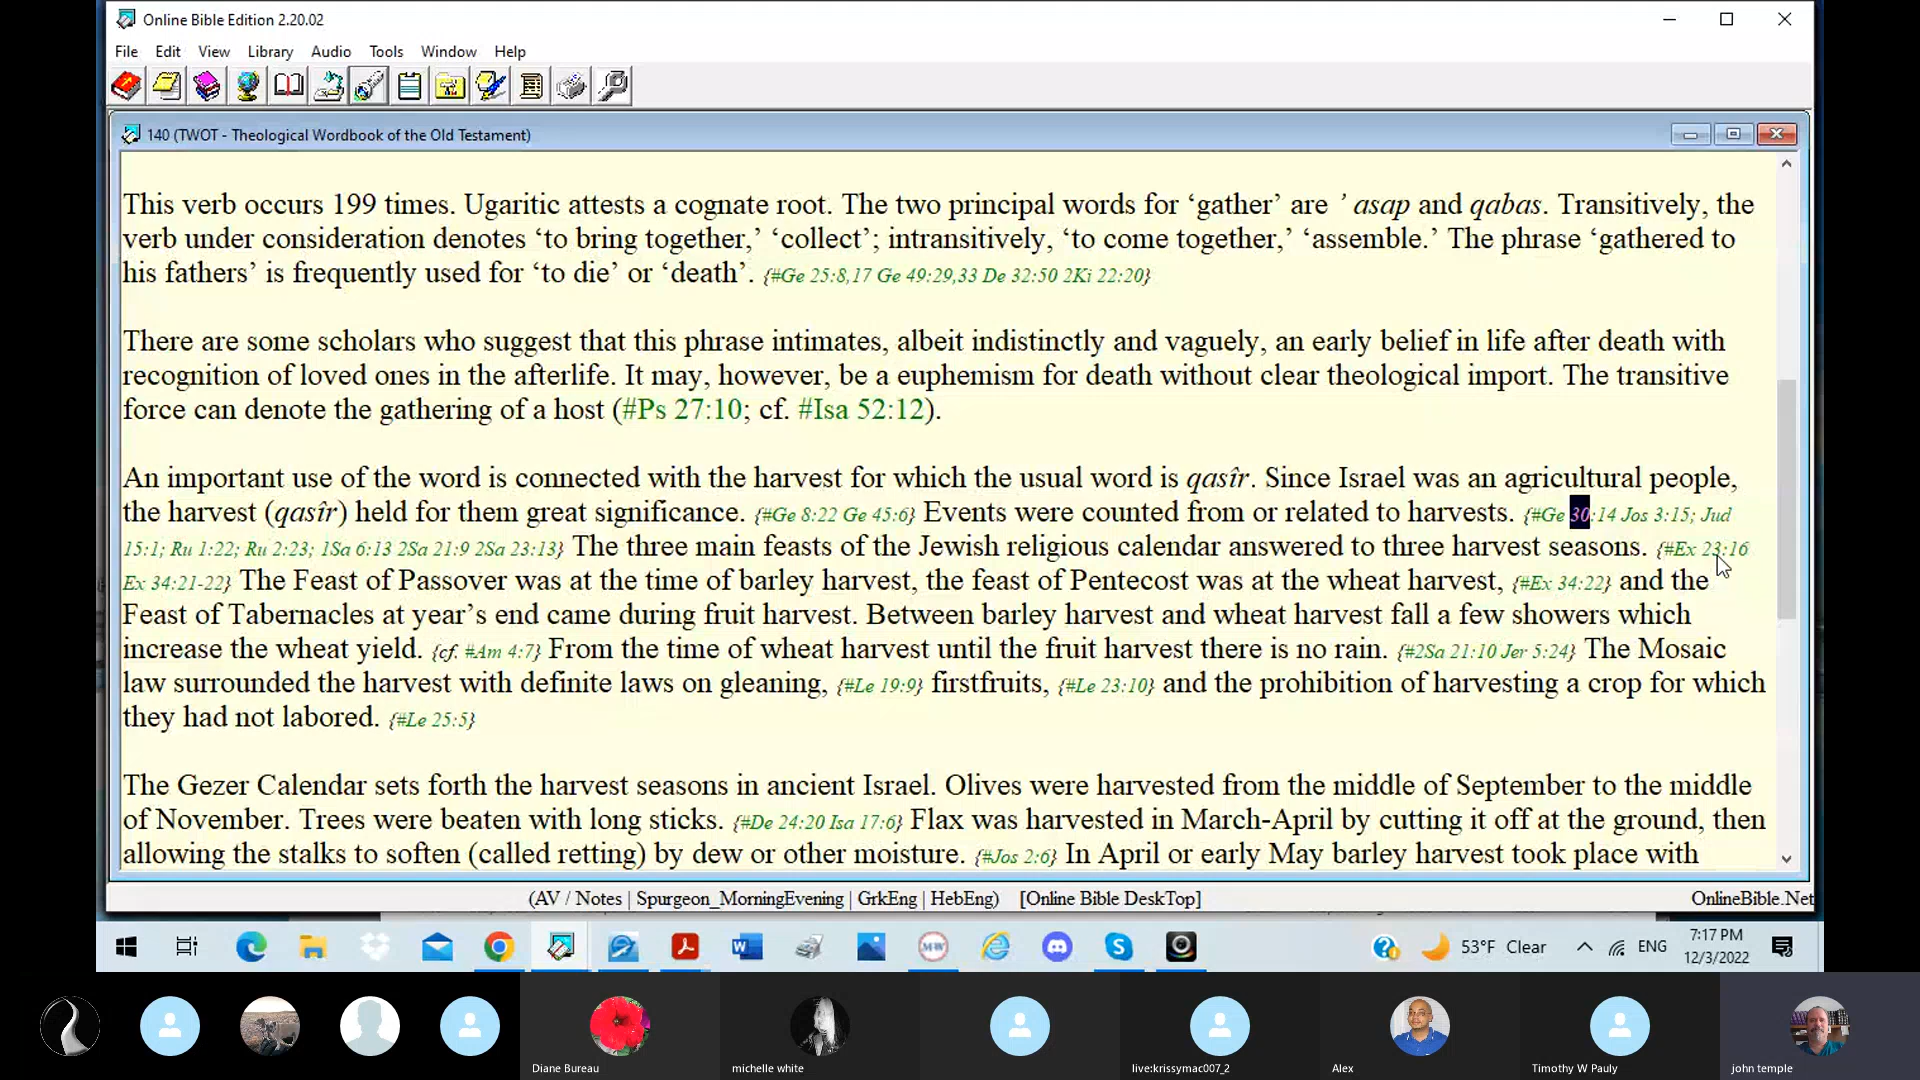 Online Bible Edition 2.20.02
File Edit View Library Audio Tools Window Help
140 (TWOT - Theological Wordbook of the Old Testament)
This verb occurs 199 times. Ugaritic attests a cognate root. The two principal words for ‘gather’ are ’ asap and qabas. Transitively, the
verb under consideration denotes ‘to bring together,’ ‘collect’; intransitively, ‘to come together,’ ‘assemble.’ The phrase ‘gathered to
his fathers’ is frequently used for ‘to die’ or ‘death’. {#Ge 25:8,17 Ge 49:29,33 De 32:50 2Ki 22:20}
There are some scholars who suggest that this phrase intimates, albeit indistinctly and vaguely, an early belief in life after death with
recognition of loved ones in the afterlife. It may, however, be a euphemism for death without clear theological import. The transitive
force can denote the gathering of a host (#Ps 27:10; cf. #Isa 52:12).
An important use of the word is connected with the harvest for which the usual word is qasîr. Since Israel was an agricultural people,
the harvest (qasîr) held for them great significance. {#Ge 8:22 Ge 45:6} Events were counted from or related to harvests. {#Ge 30:14 Jos 3:15; Jud
15:1; Ru 1:22; Ru 2:23; 1Sa 6:13 2Sa 21:9 2Sa 23:13} The three main feasts of the Jewish religious calendar answered to three harvest seasons. {#Ex 23:16
Ex 34:21-22} The Feast of Passover was at the time of barley harvest, the feast of Pentecost was at the wheat harvest, {#Ex 34:22} and the
Feast of Tabernacles at year’s end came during fruit harvest. Between barley harvest and wheat harvest fall a few showers which
increase the wheat yield. {cf. #Am 4:7} From the time of wheat harvest until the fruit harvest there is no rain. {#2Sa 21:10 Jer 5:24} The Mosaic
law surrounded the harvest with definite laws on gleaning, {#Le 19:9} firstfruits, {#Le 23:10} and the prohibition of harvesting a crop for which
they had not labored. {#Le 25:5}
The Gezer Calendar sets forth the harvest seasons in ancient Israel. Olives were harvested from the middle of September to the middle
of November. Trees were beaten with long sticks. {#De 24:20 Isa 17:6} Flax was harvested in March-April by cutting it off at the ground, then
allowing the stalks to soften (called retting) by dew or other moisture. {#Jos 2:6} In April or early May barley harvest took place with
(AV / Notes | Spurgeon_MorningEvening | GrkEng | HebEng) [Online Bible DeskTop] OnlineBible.Net
53°F Clear ENG 7:17 PM
12/3/2022
Diane Bureau michelle white live:krissymac007_2 Alex Timothy W Pauly john temple